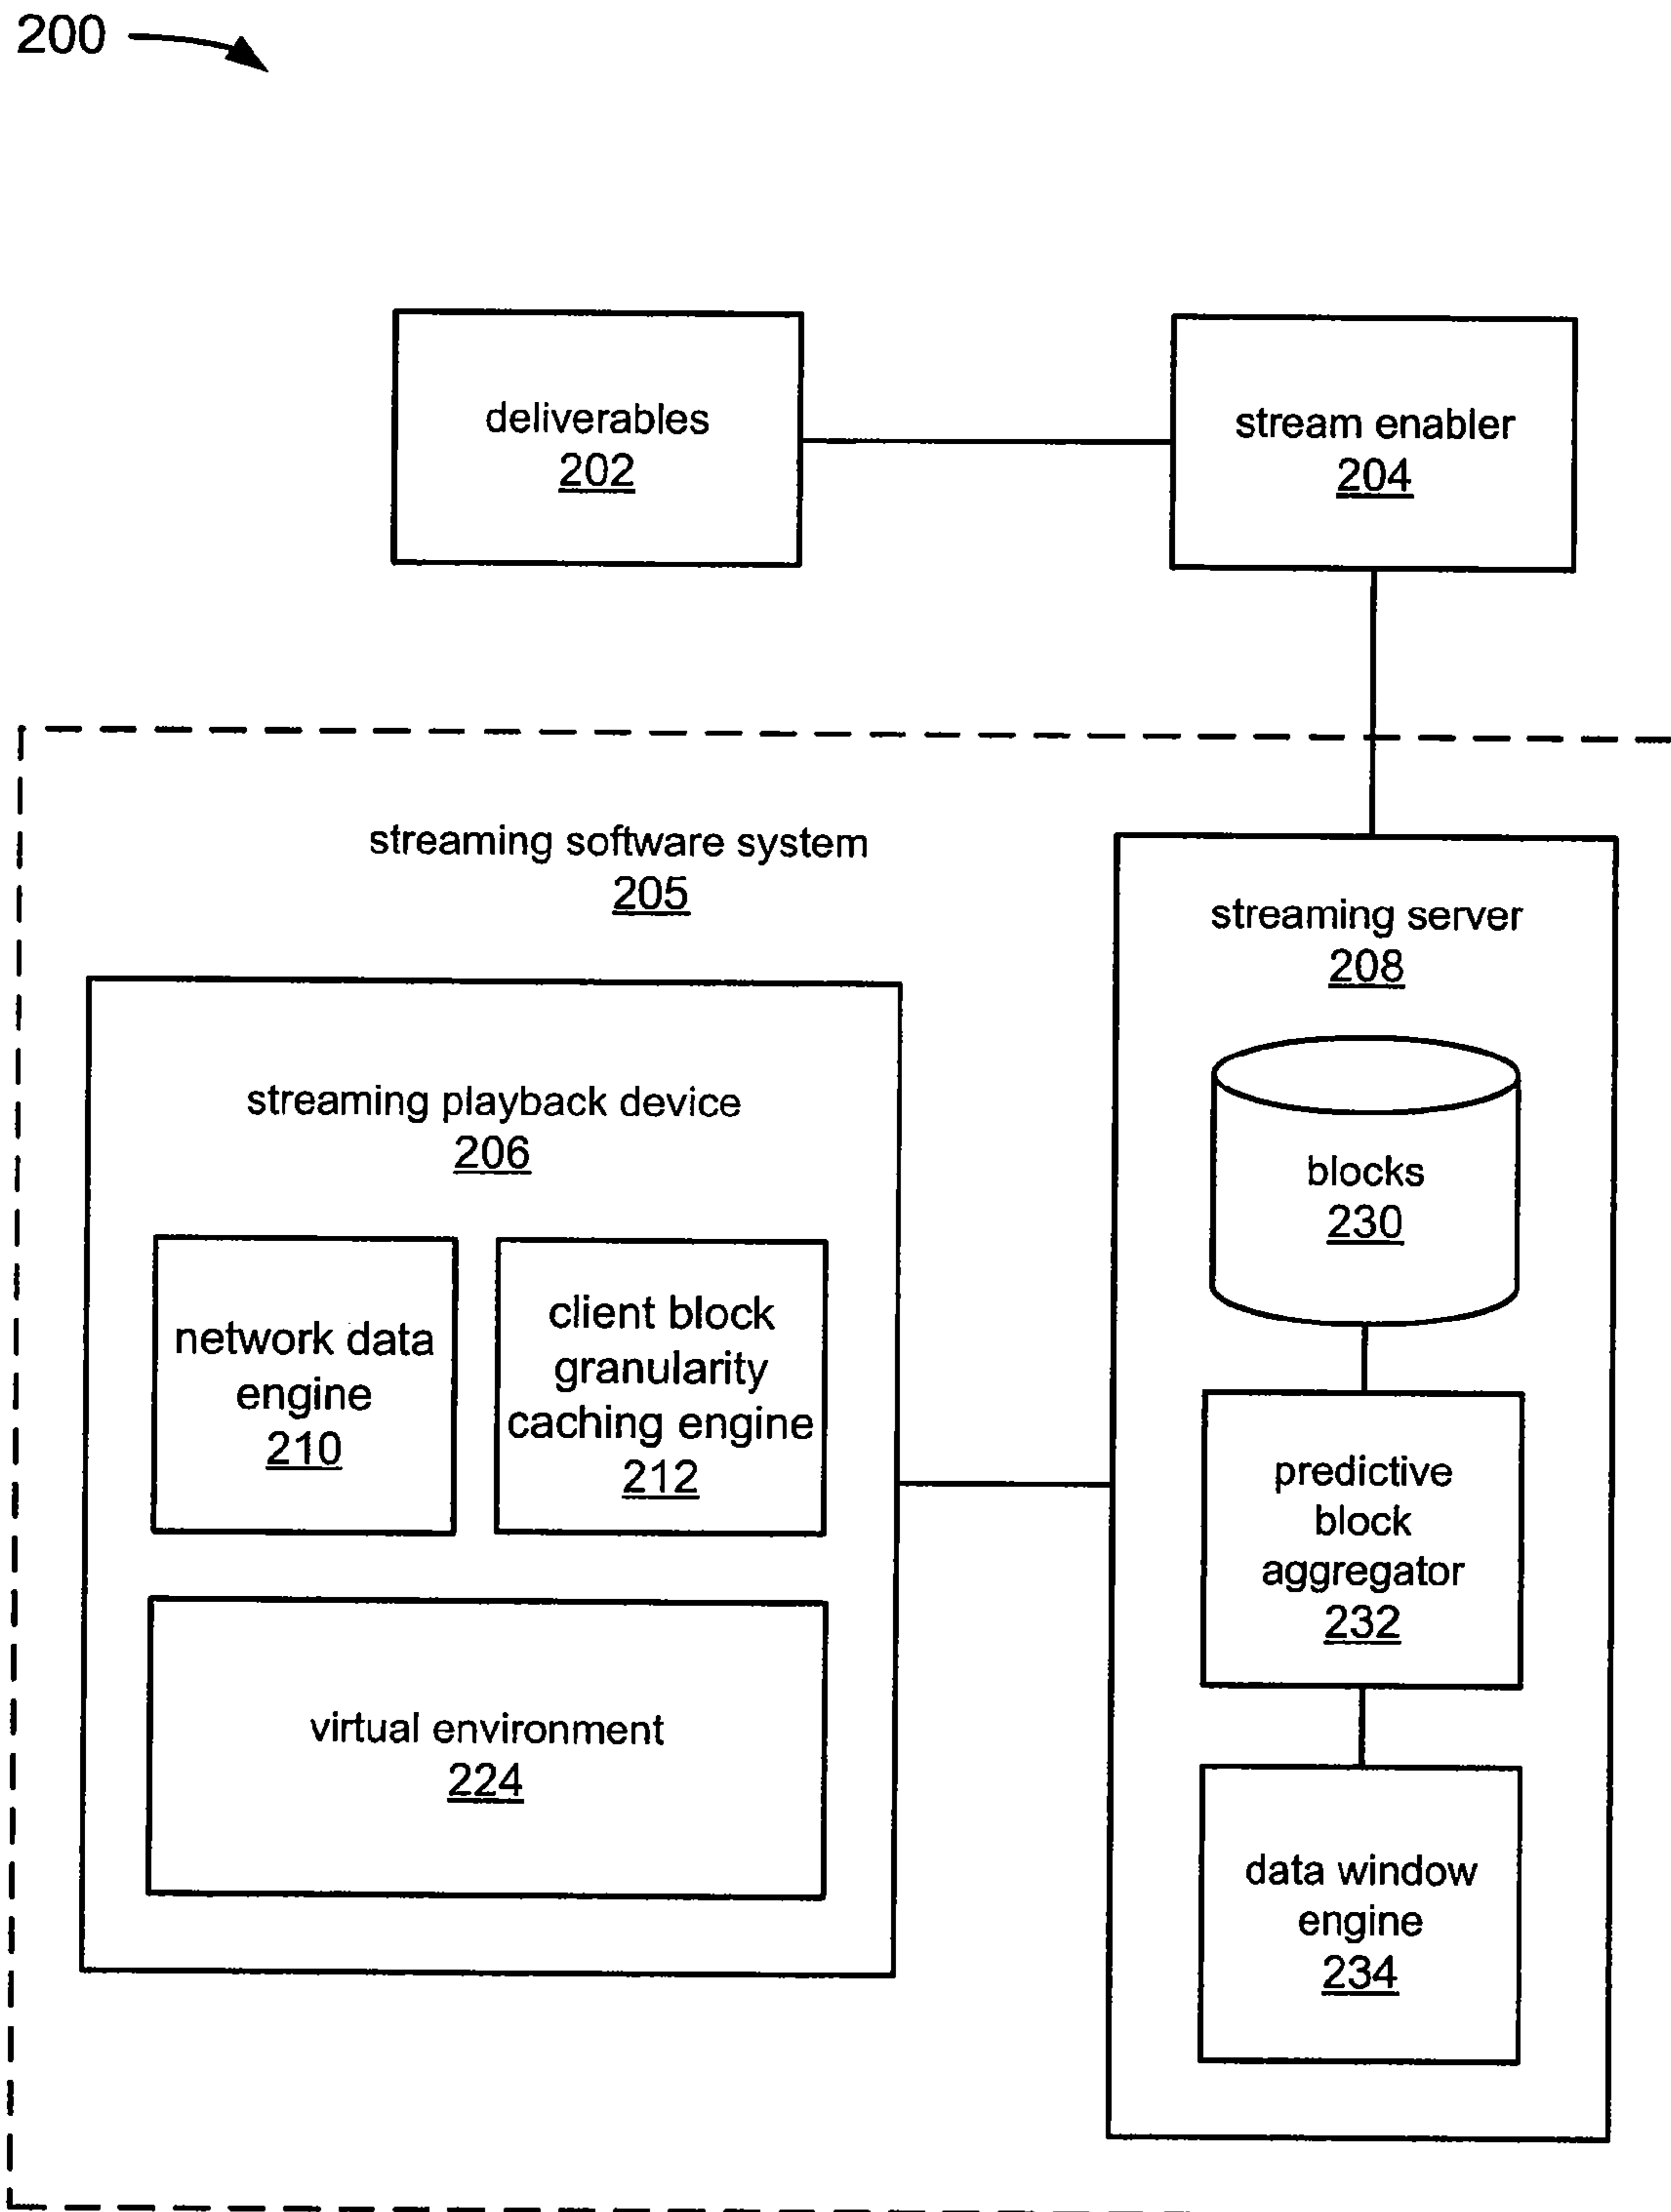 200
deliverables
202
stream enabler
204
streaming software system
205
streaming server
208
streaming playback device
206
blocks
230
network data
engine
210
client block
granularity
caching engine
212
predictive
block
aggregator
232
virtual environment
224
data window
engine
234